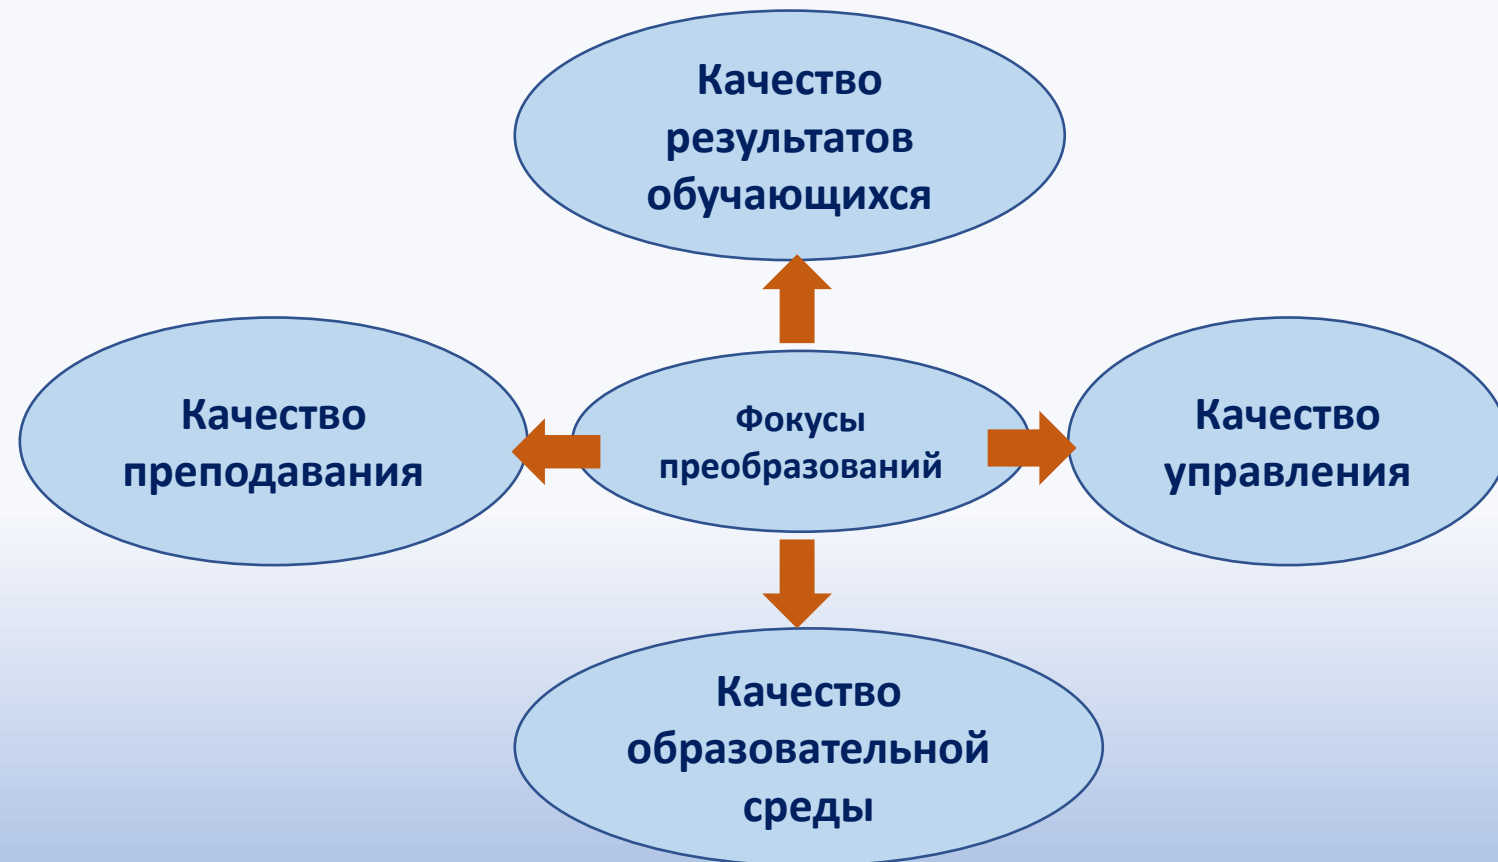 Качество
результатов
обучающихся
Качество
преподавания
Фокусы
преобразований
Качество
управления
Качество
образовательной
среды